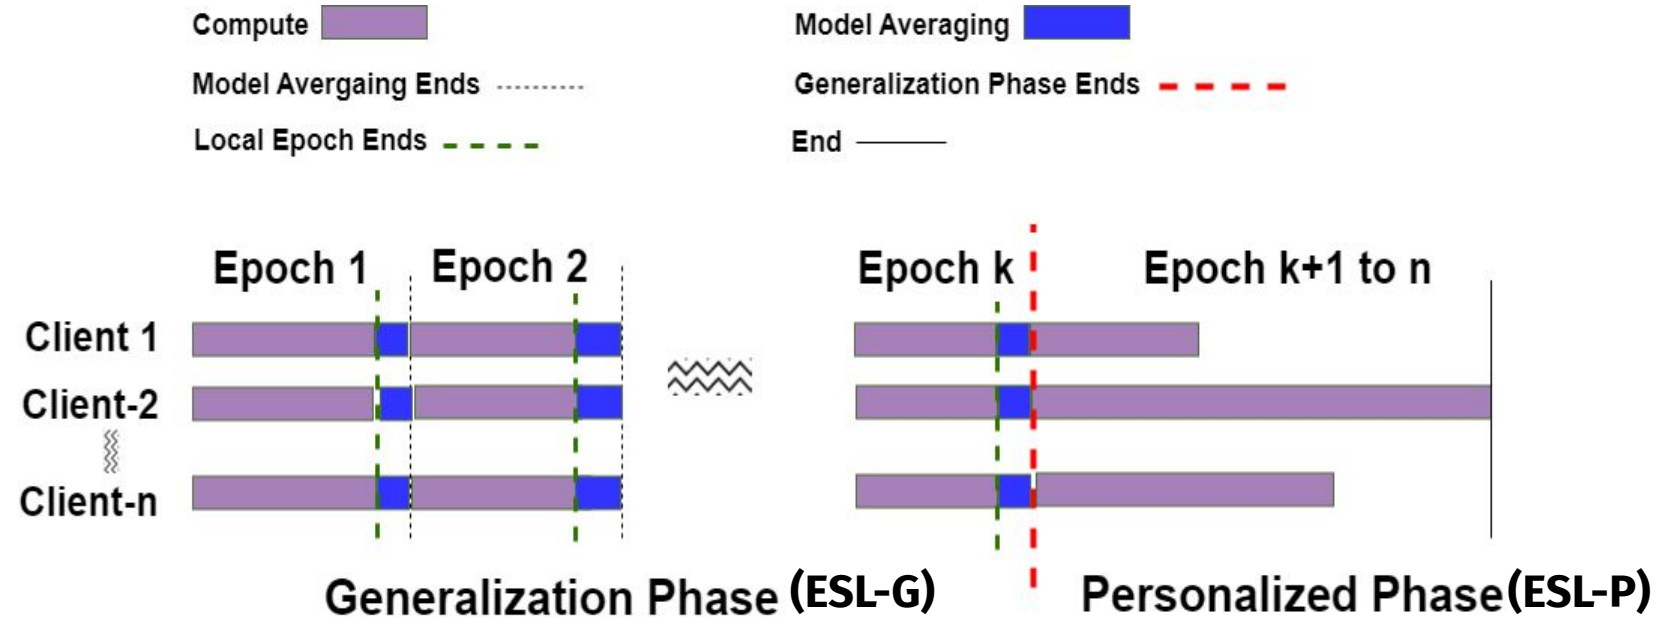 Compute
Model Averaging
Model Avergaing Ends
Generalization Phase Ends
Local Epoch Ends
End
Epoch 1
Epoch 2
Epoch k
Epoch k+1 to n
Client 1
Client-2
Client-n
Generalization Phase (ESL-G)
Personalized Phase (ESL-P)